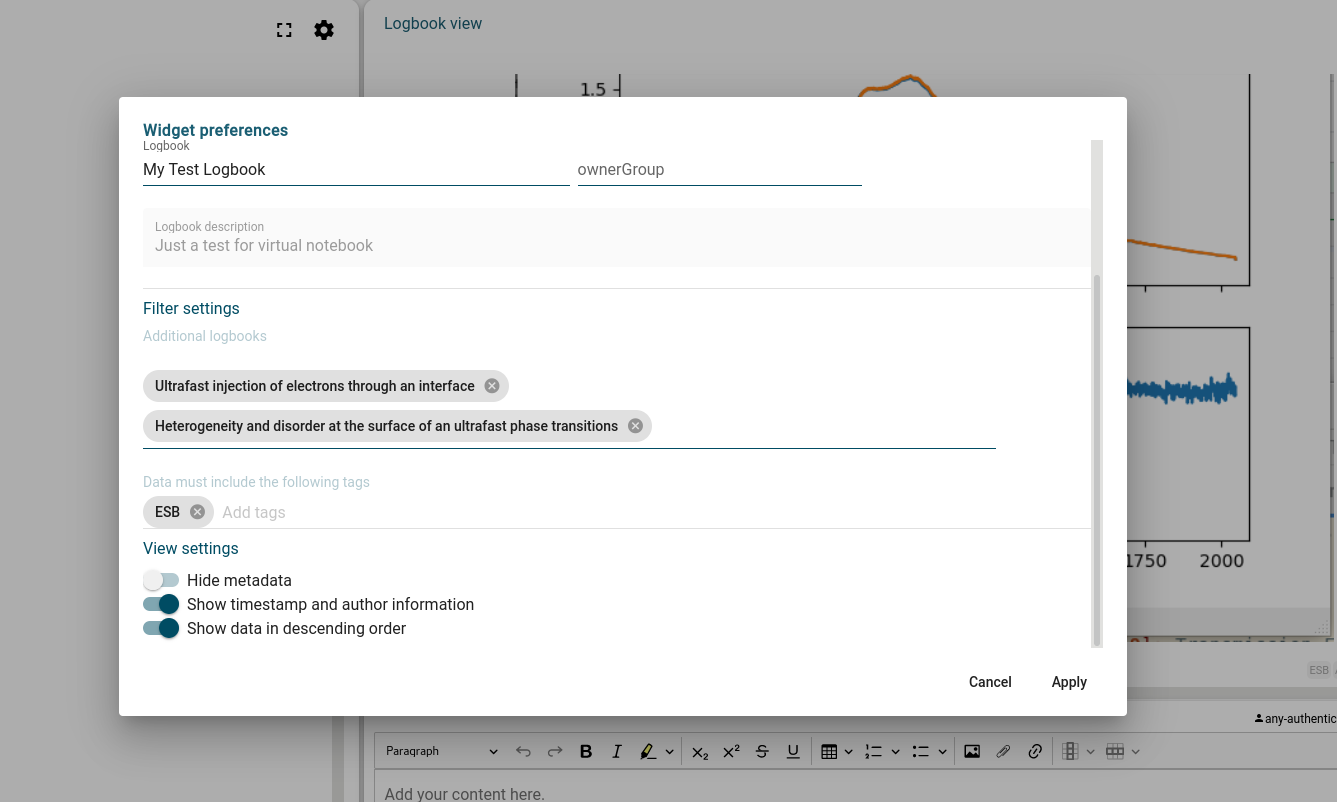 Logbook view
1.5
Widget preferences
Logbook
My Test Logbook ownerGroup
Logbook description
Just a test for virtual notebook
Filter settings
Additional logbooks
Ultrafast injection of electrons through an interface
Heterogeneity and disorder at the surface of an ultrafast phase transitions
Data must include the following tags
ESB Add tags
1750 2000
View settings
Hide metadata
Show timestamp and author information
Show data in descending order
ESB
Cancel Apply
any-authentic
Paragraph
Add your content here.